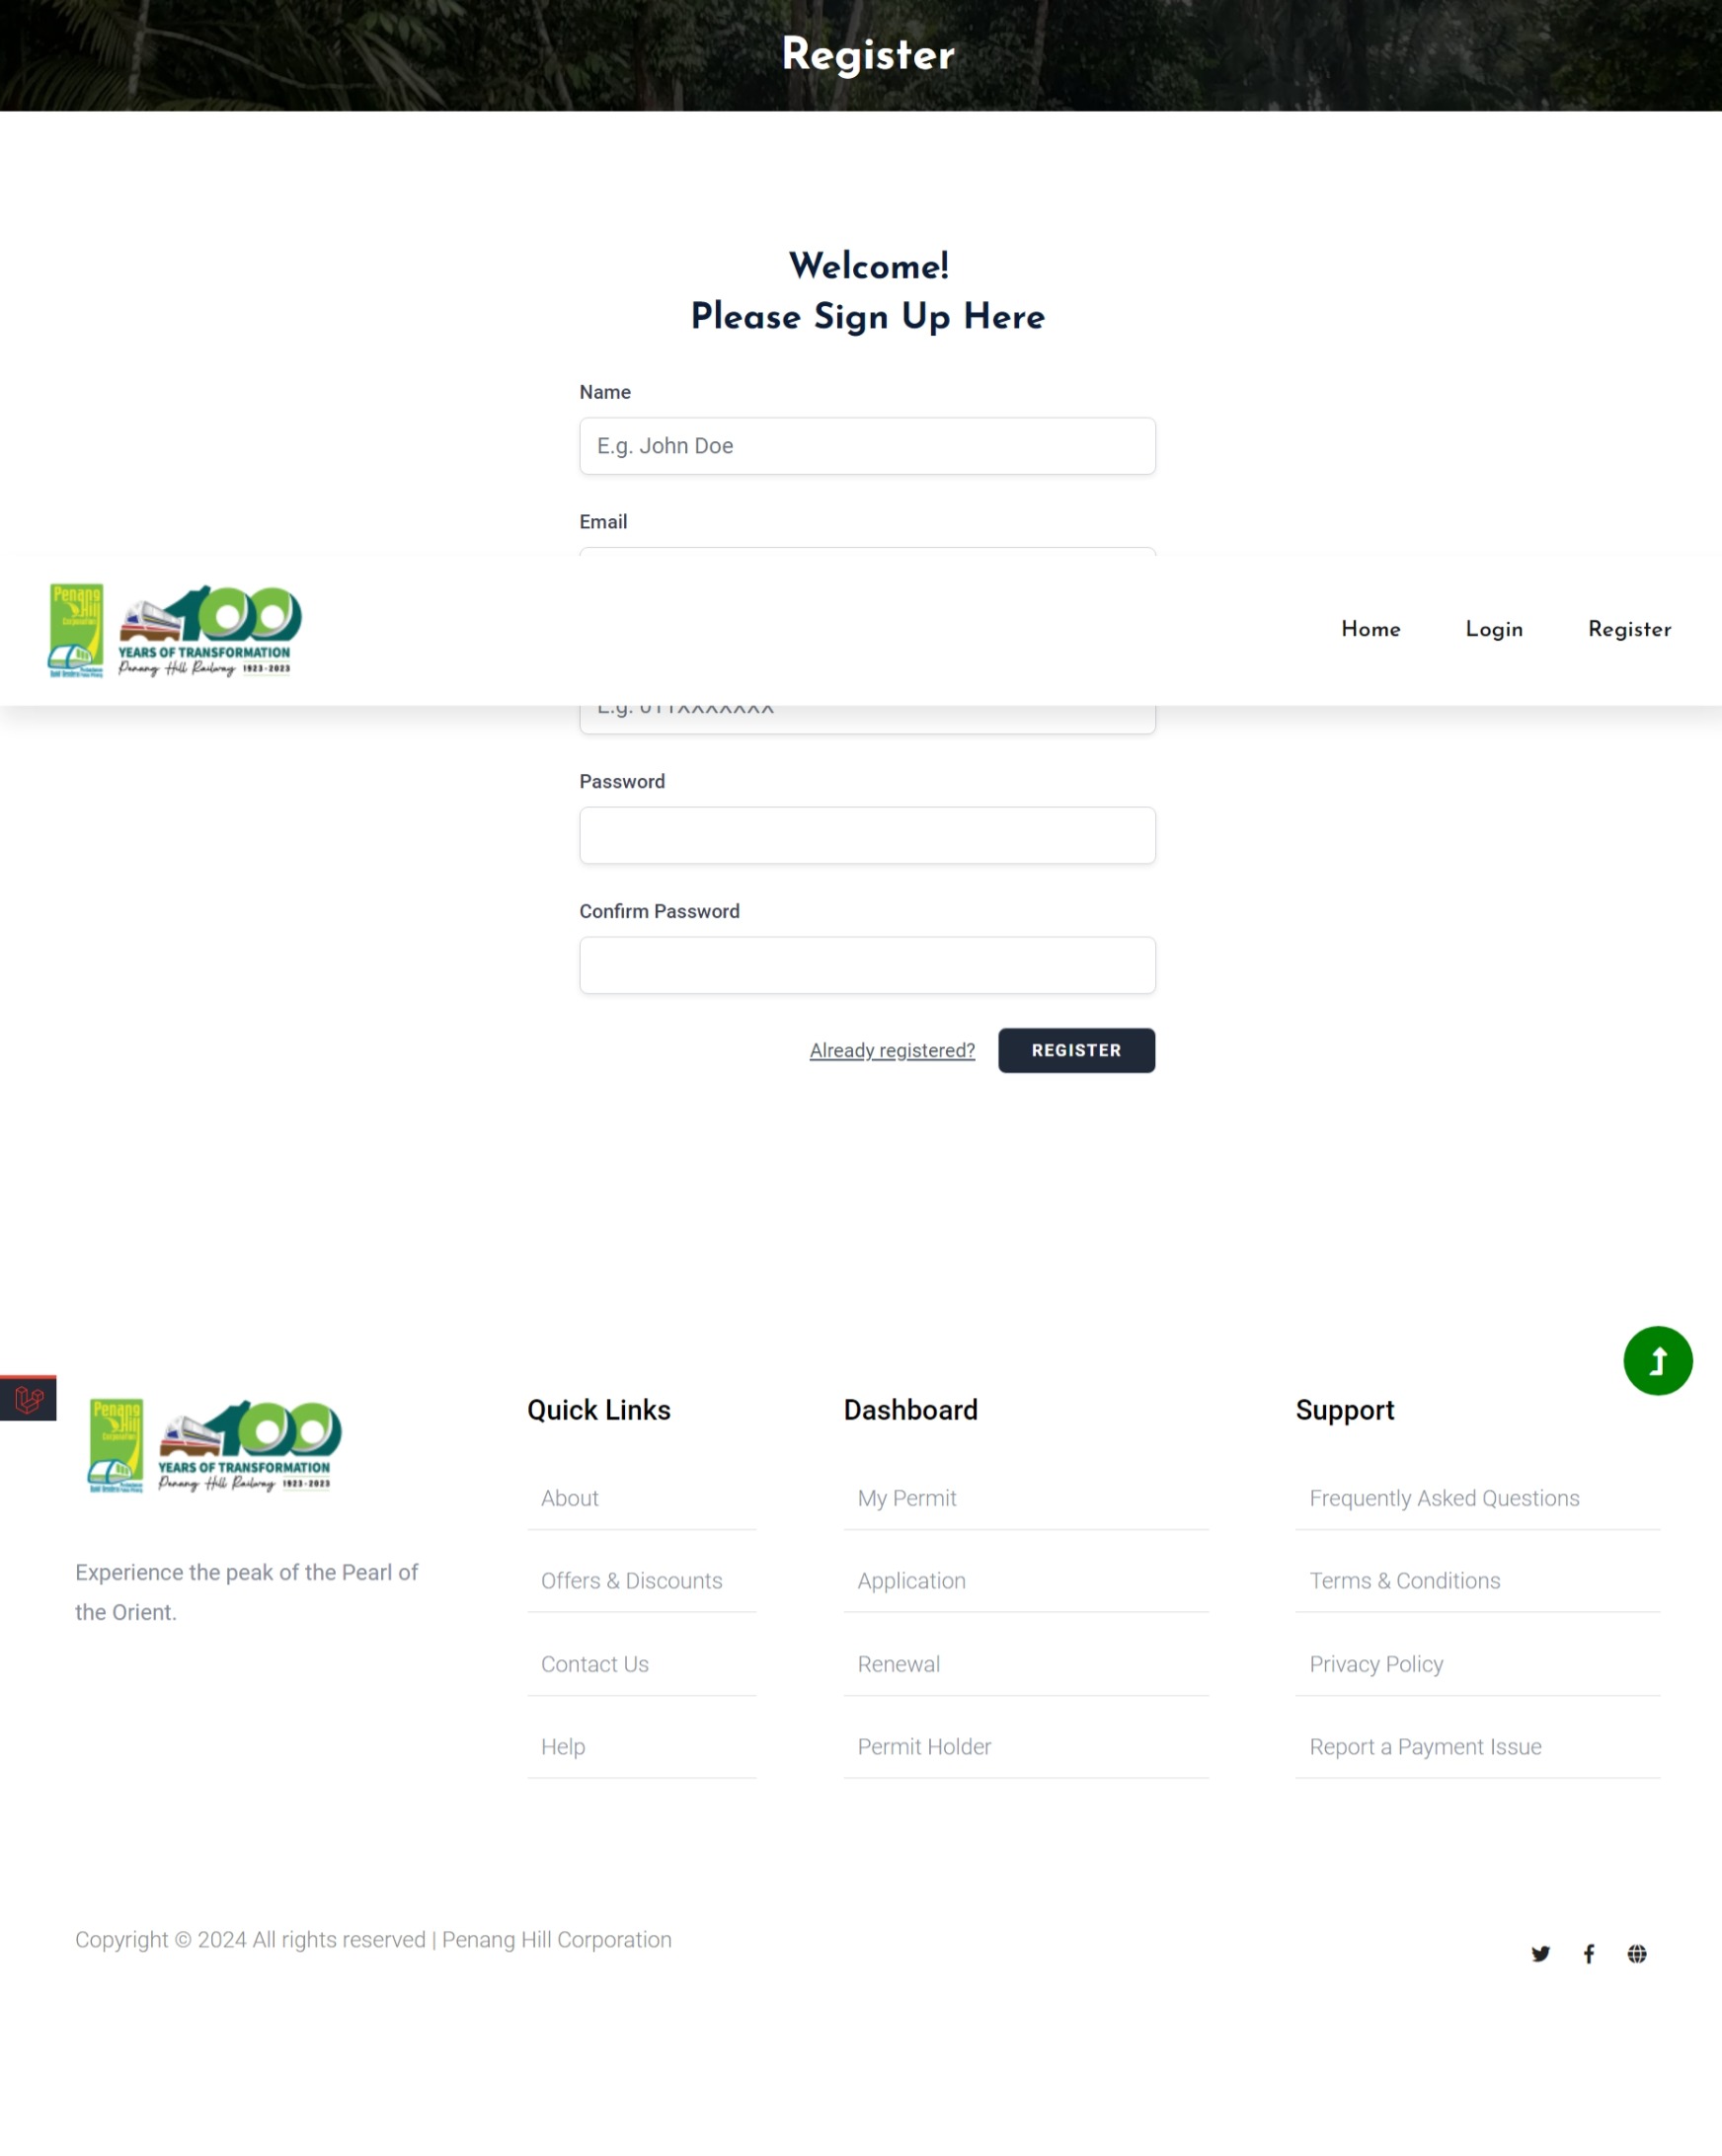 Register
Welcome!
Please Sign Up Here
Name
E.g. John Doe
Email
Penang
Hill
Corporation
100
YEARS OF TRANSFORMATION
Penang Hill Railway 1923-2023
Home
Login
Register
E.g. 011XXXXXXX
Password
Confirm Password
Already registered?
REGISTER
Penang
Hill
Corporation
100
YEARS OF TRANSFORMATION
Penang Hill Railway 1923-2023
Experience the peak of the Pearl of
the Orient.
Quick Links
About
Offers & Discounts
Contact Us
Help
Dashboard
My Permit
Application
Renewal
Permit Holder
Support
Frequently Asked Questions
Terms & Conditions
Privacy Policy
Report a Payment Issue
Copyright © 2024 All rights reserved | Penang Hill Corporation